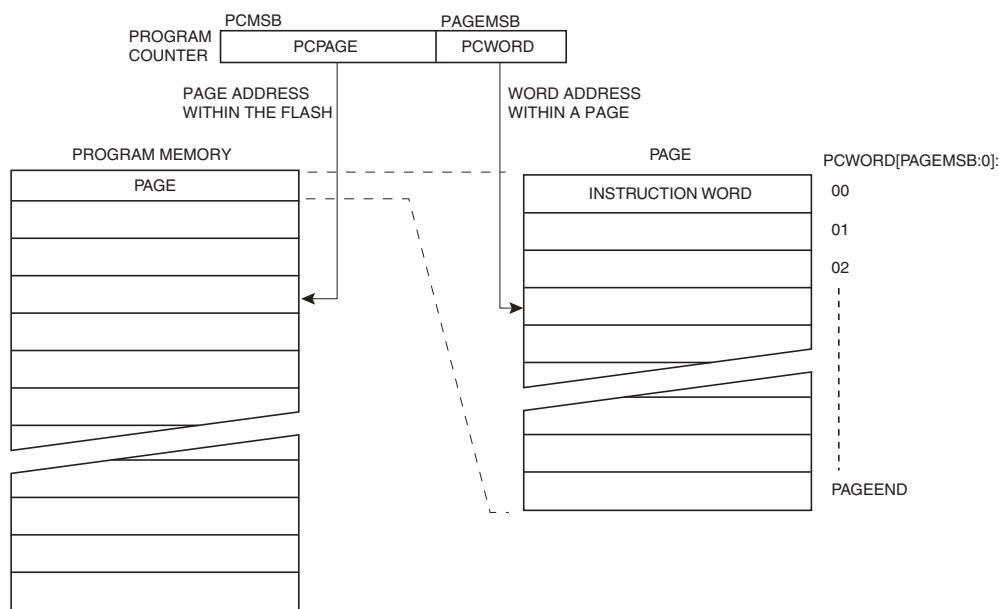 PCMSB
PAGEMSB
PROGRAM
COUNTER
PCPAGE
PCWORD
PAGE ADDRESS
WITHIN THE FLASH
WORD ADDRESS
WITHIN A PAGE
PROGRAM MEMORY
PAGE
PAGE
INSTRUCTION WORD
PCWORD[PAGEMSB:0]:
00
01
02
PAGEEND